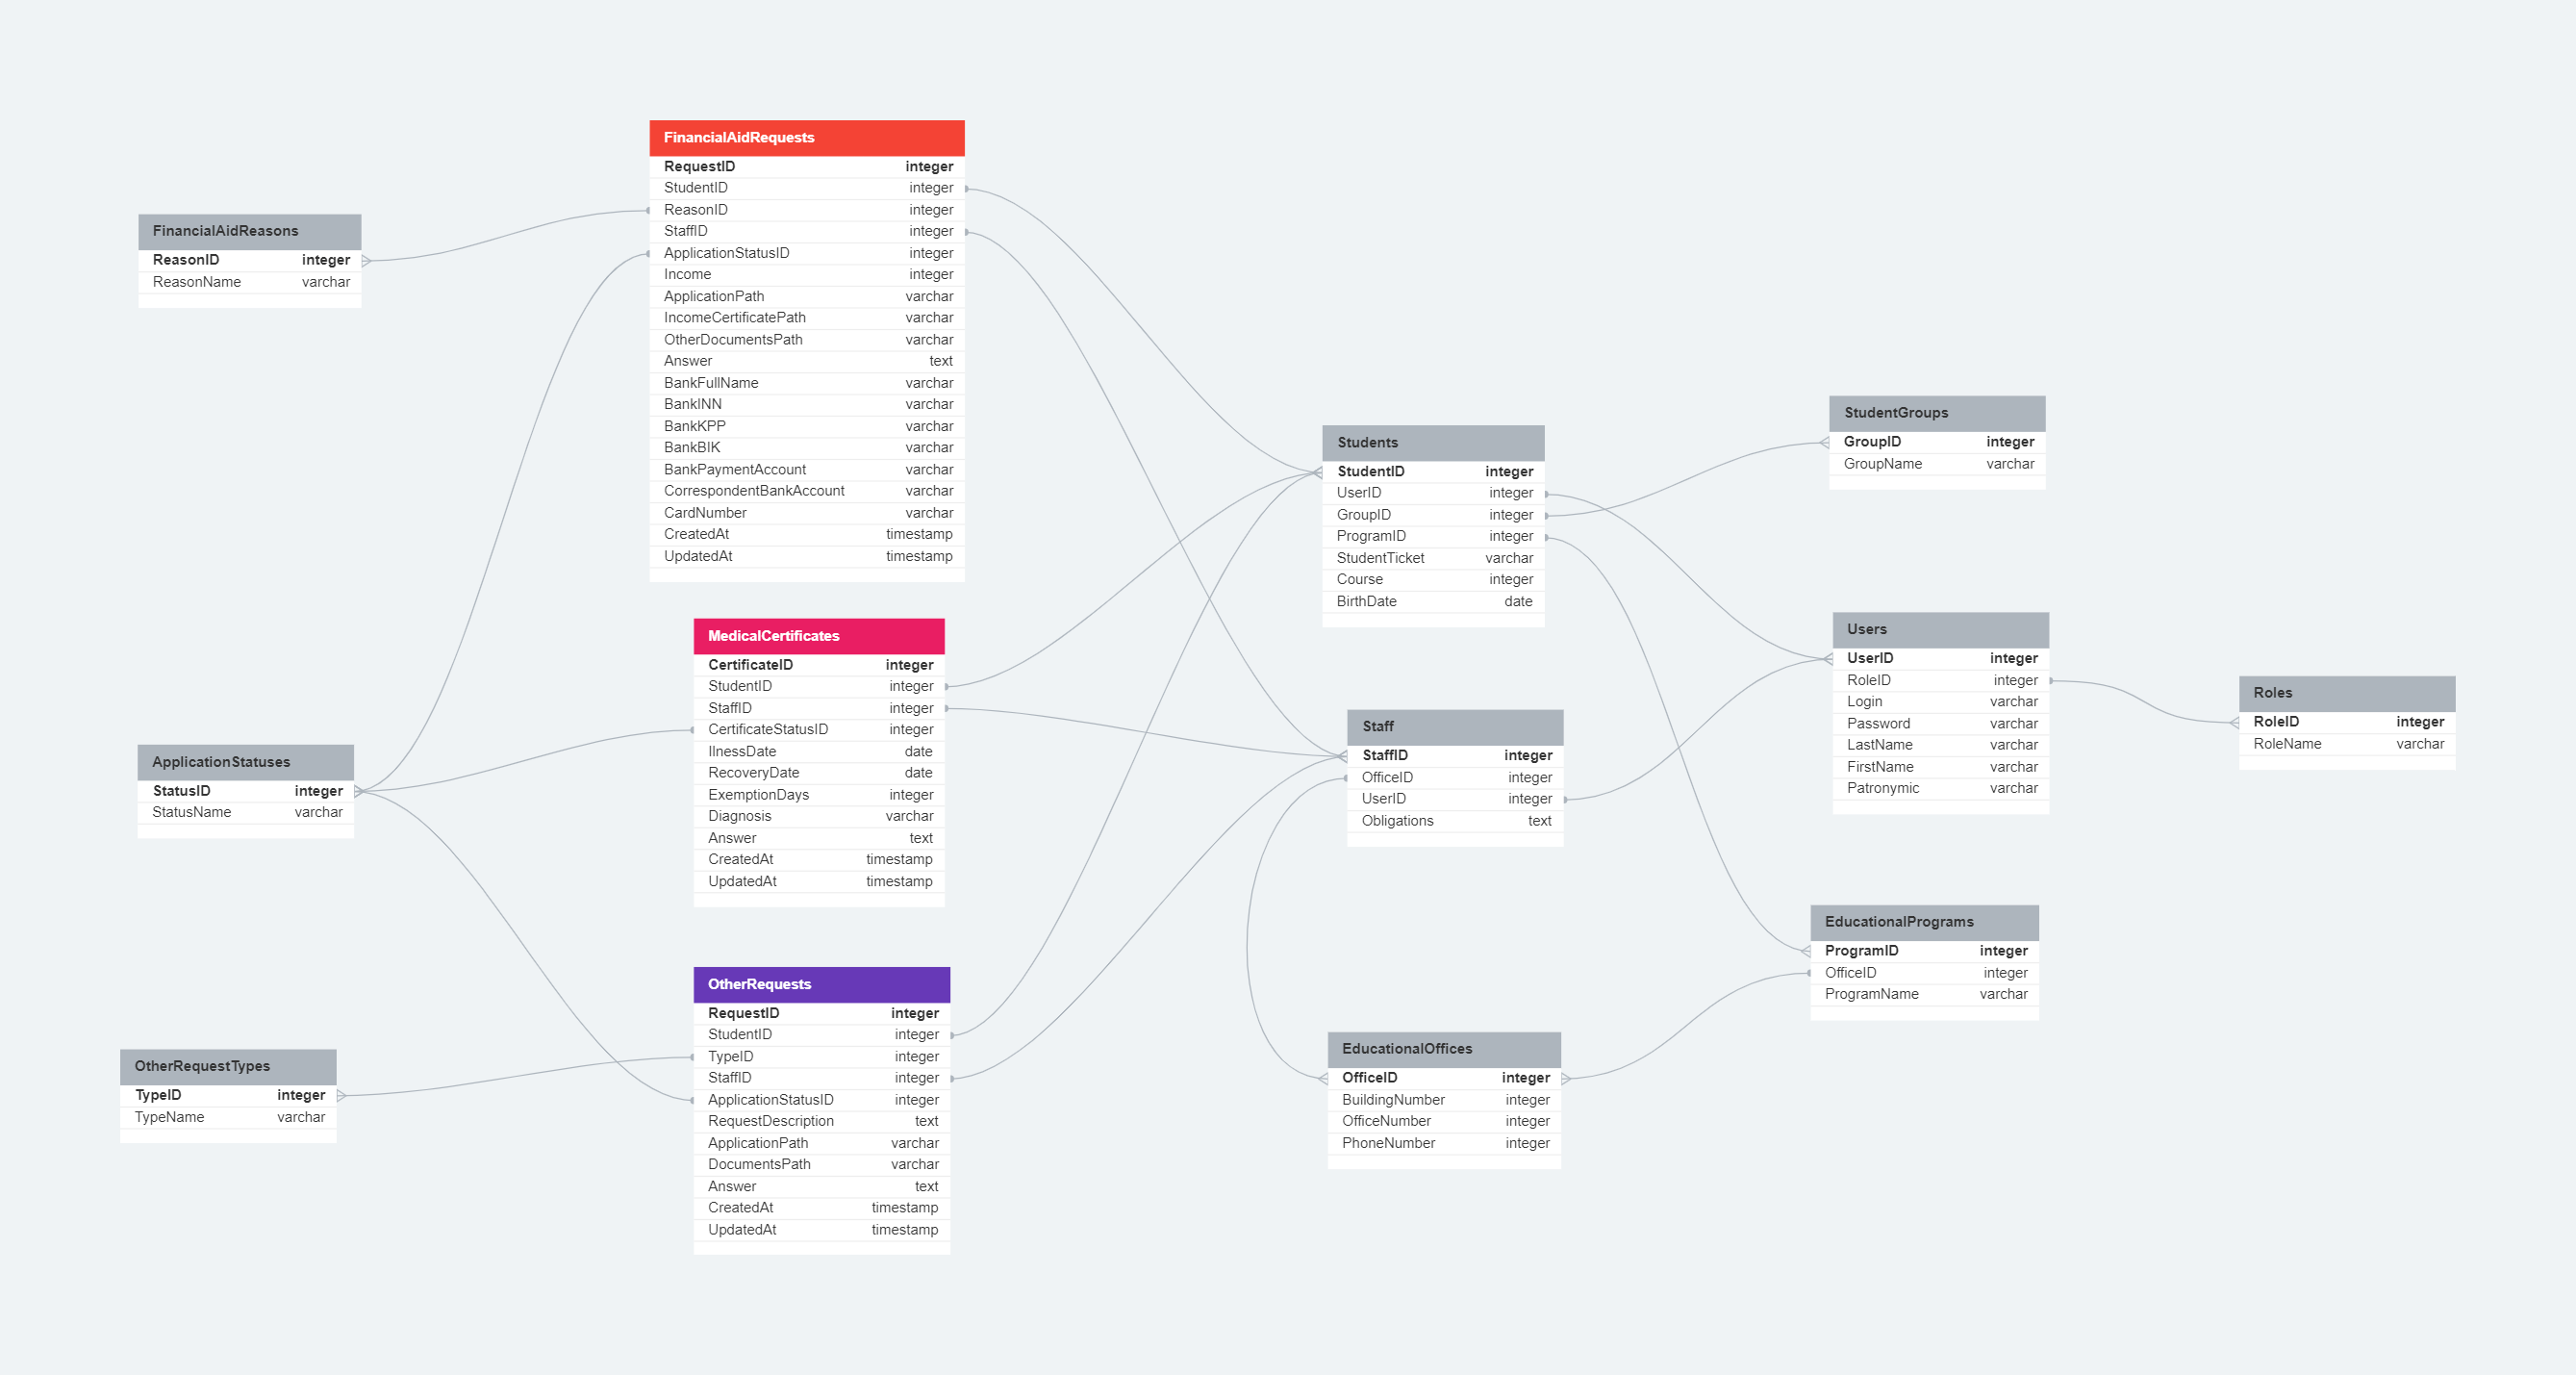 FinancialAidRequests
RequestID integer
StudentID integer
ReasonID integer
StaffID integer
ApplicationStatusID integer
Income integer
ApplicationPath varchar
IncomeCertificatePath varchar
OtherDocumentsPath varchar
Answer text
BankFullName varchar
BankINN varchar
BankKPP varchar
BankBIK varchar
BankPaymentAccount varchar
CorrespondentBankAccount varchar
CardNumber varchar
CreatedAt timestamp
UpdatedAt timestamp
FinancialAidReasons
ReasonID integer
ReasonName varchar
MedicalCertificates
CertificateID integer
StudentID integer
StaffID integer
CertificateStatusID integer
IlnessDate date
RecoveryDate date
ExemptionDays integer
Diagnosis varchar
Answer text
CreatedAt timestamp
UpdatedAt timestamp
ApplicationStatuses
StatusID integer
StatusName varchar
OtherRequests
RequestID integer
StudentID integer
TypeID integer
StaffID integer
ApplicationStatusID integer
RequestDescription text
ApplicationPath varchar
DocumentsPath varchar
Answer text
CreatedAt timestamp
UpdatedAt timestamp
OtherRequestTypes
TypeID integer
TypeName varchar
Students
StudentID integer
UserID integer
GroupID integer
ProgramID integer
StudentTicket varchar
Course integer
BirthDate date
Staff
StaffID integer
OfficeID integer
UserID integer
Obligations text
EducationalOffices
OfficeID integer
BuildingNumber integer
OfficeNumber integer
PhoneNumber integer
StudentGroups
GroupID integer
GroupName varchar
Users
UserID integer
RoleID integer
Login varchar
Password varchar
LastName varchar
FirstName varchar
Patronymic varchar
EducationalPrograms
ProgramID integer
OfficeID integer
ProgramName varchar
Roles
RoleID integer
RoleName varchar